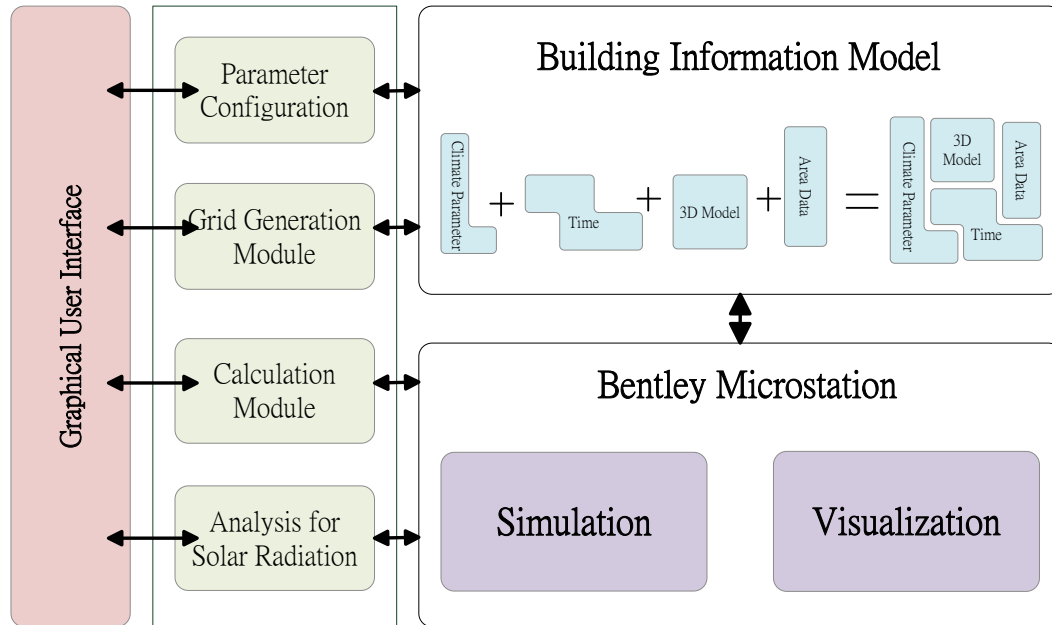 Graphical User Interface
Parameter
Configuration
Grid Generation
Module
Calculation
Module
Analysis for
Solar Radiation
Building Information Model
Climate Parameter
+
Time
+
3D Model
+
Area Data
=
Climate Parameter
3D
Model
Area Data
Time
Bentley Microstation
Simulation
Visualization